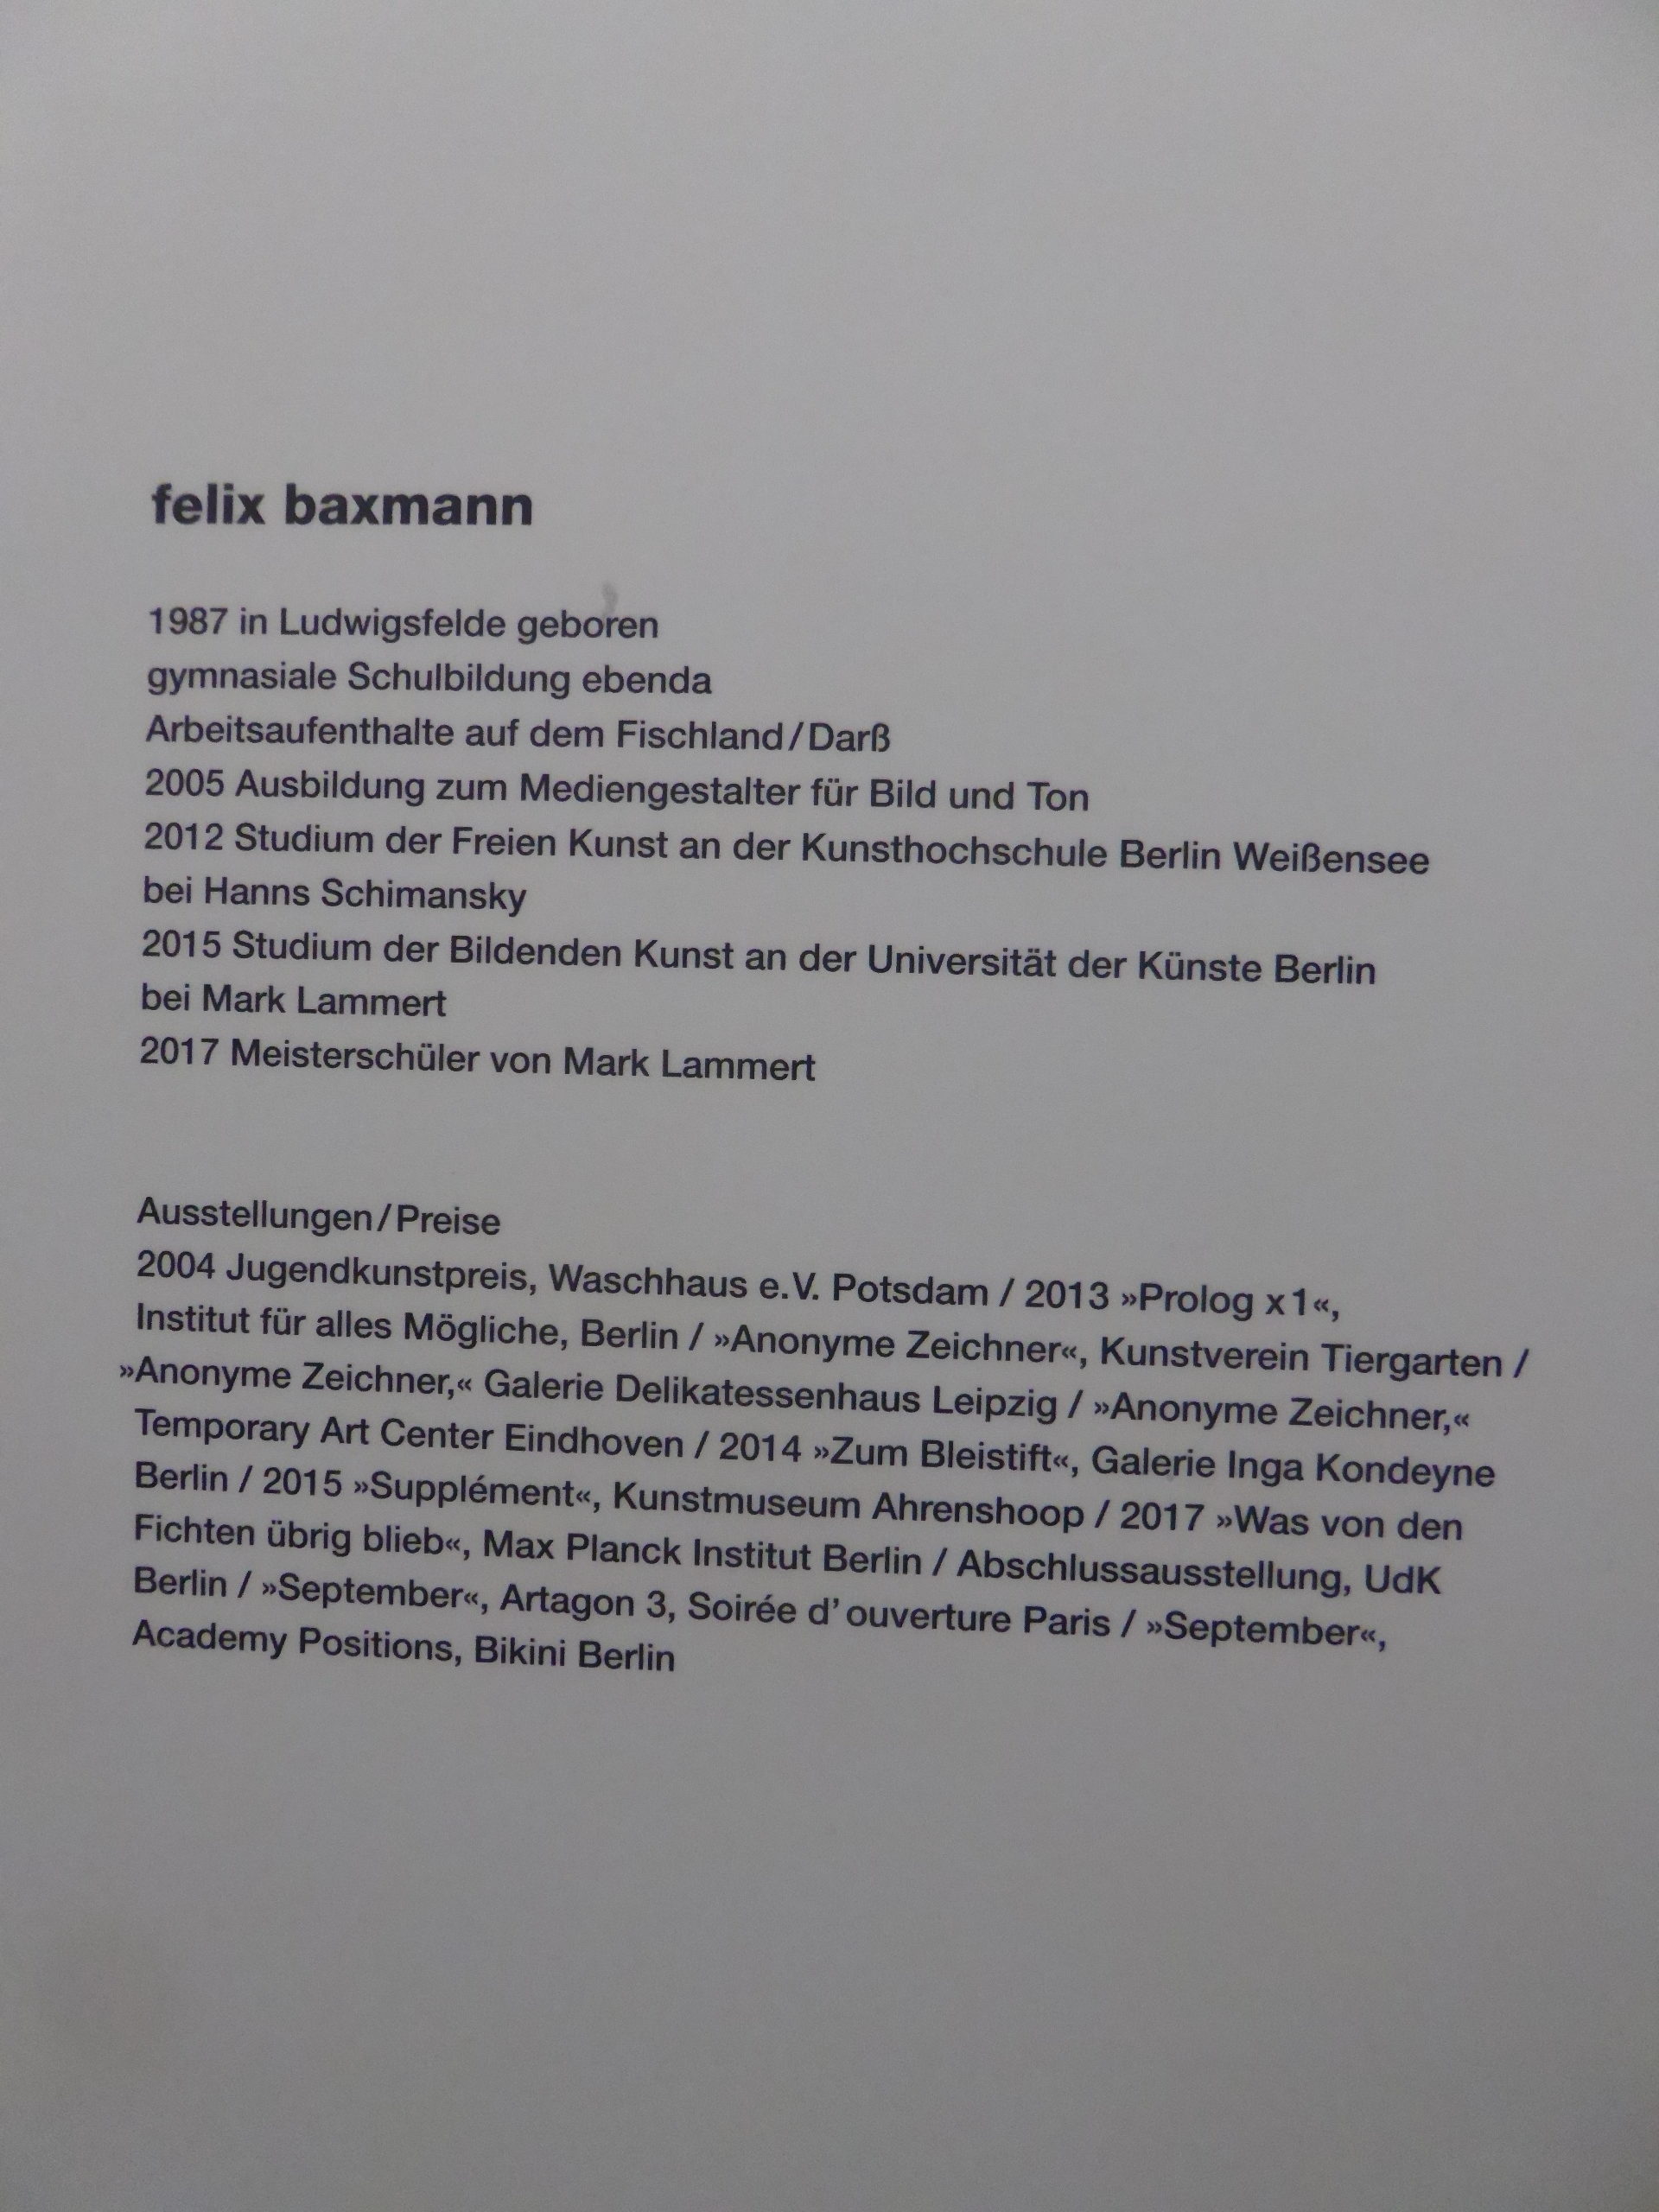 felix baxmann
1987 in Ludwigsfelde geboren
gymnasiale Schulbildung ebenda
Arbeitsaufenthalte auf dem Fischland/Darß
2005 Ausbildung zum Mediengestalter für Bild und Ton
2012 Studium der Freien Kunst an der Kunsthochschule Berlin Weißensee
bei Hanns Schimansky
2015 Studium der Bildenden Kunst an der Universität der Künste Berlin
bei Mark Lammert
2017 Meisterschüler von Mark Lammert
Ausstellungen/Preise
2004 Jugendkunstpreis, Waschhaus e.V. Potsdam / 2013 »Prolog x1«,
Institut für alles Mögliche, Berlin / »Anonyme Zeichner«, Kunstverein Tiergarten /
»Anonyme Zeichner,« Galerie Delikatessenhaus Leipzig / »Anonyme Zeichner,«
Temporary Art Center Eindhoven / 2014 »Zum Bleistift«, Galerie Inga Kondeyne
Berlin / 2015 »Supplément«, Kunstmuseum Ahrenshoop / 2017 »Was von den
Fichten übrig blieb«, Max Planck Institut Berlin / Abschlussausstellung, UdK
Berlin / »September«, Artagon 3, Soirée d’ouverture Paris / »September«,
Academy Positions, Bikini Berlin